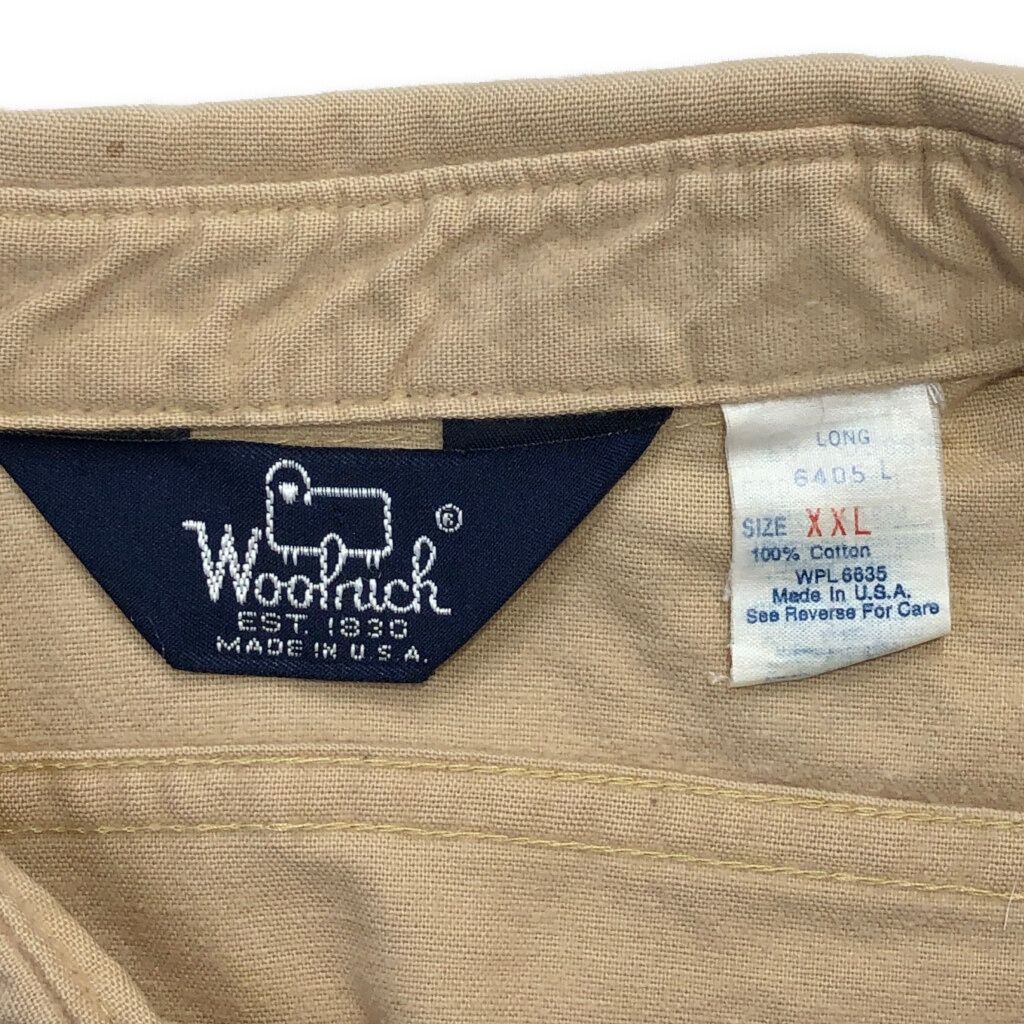 Woolrich®
EST. 1830
MADE IN U.S.A.
LONG
6405 L
SIZE XXL
100% Cotton
WPL 6635
Made In U.S.A.
See Reverse For Care